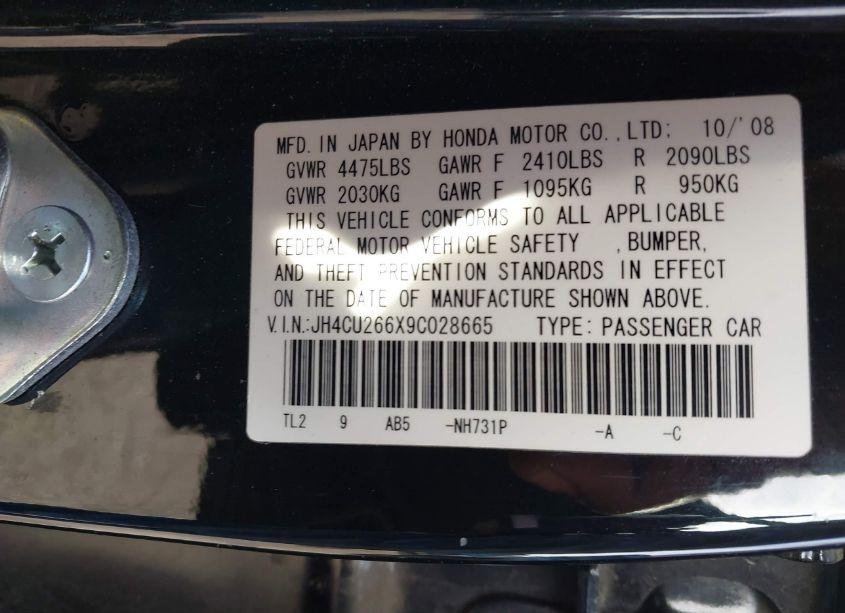 MFD. IN JAPAN BY HONDA MOTOR CO., LTD; 10/'08
GVWR 4475LBS GAWR F 2410LBS R 2090LBS
GVWR 2030KG GAWR F 1095KG R 950KG
THIS VEHICLE CONFORMS TO ALL APPLICABLE
FEDERAL MOTOR VEHICLE SAFETY , BUMPER,
AND THEFT PREVENTION STANDARDS IN EFFECT
ON THE DATE OF MANUFACTURE SHOWN ABOVE.
V.I.N.:JH4CU266X9C028665 TYPE: PASSENGER CAR
TL2 9 AB5 -NH731P -A -C